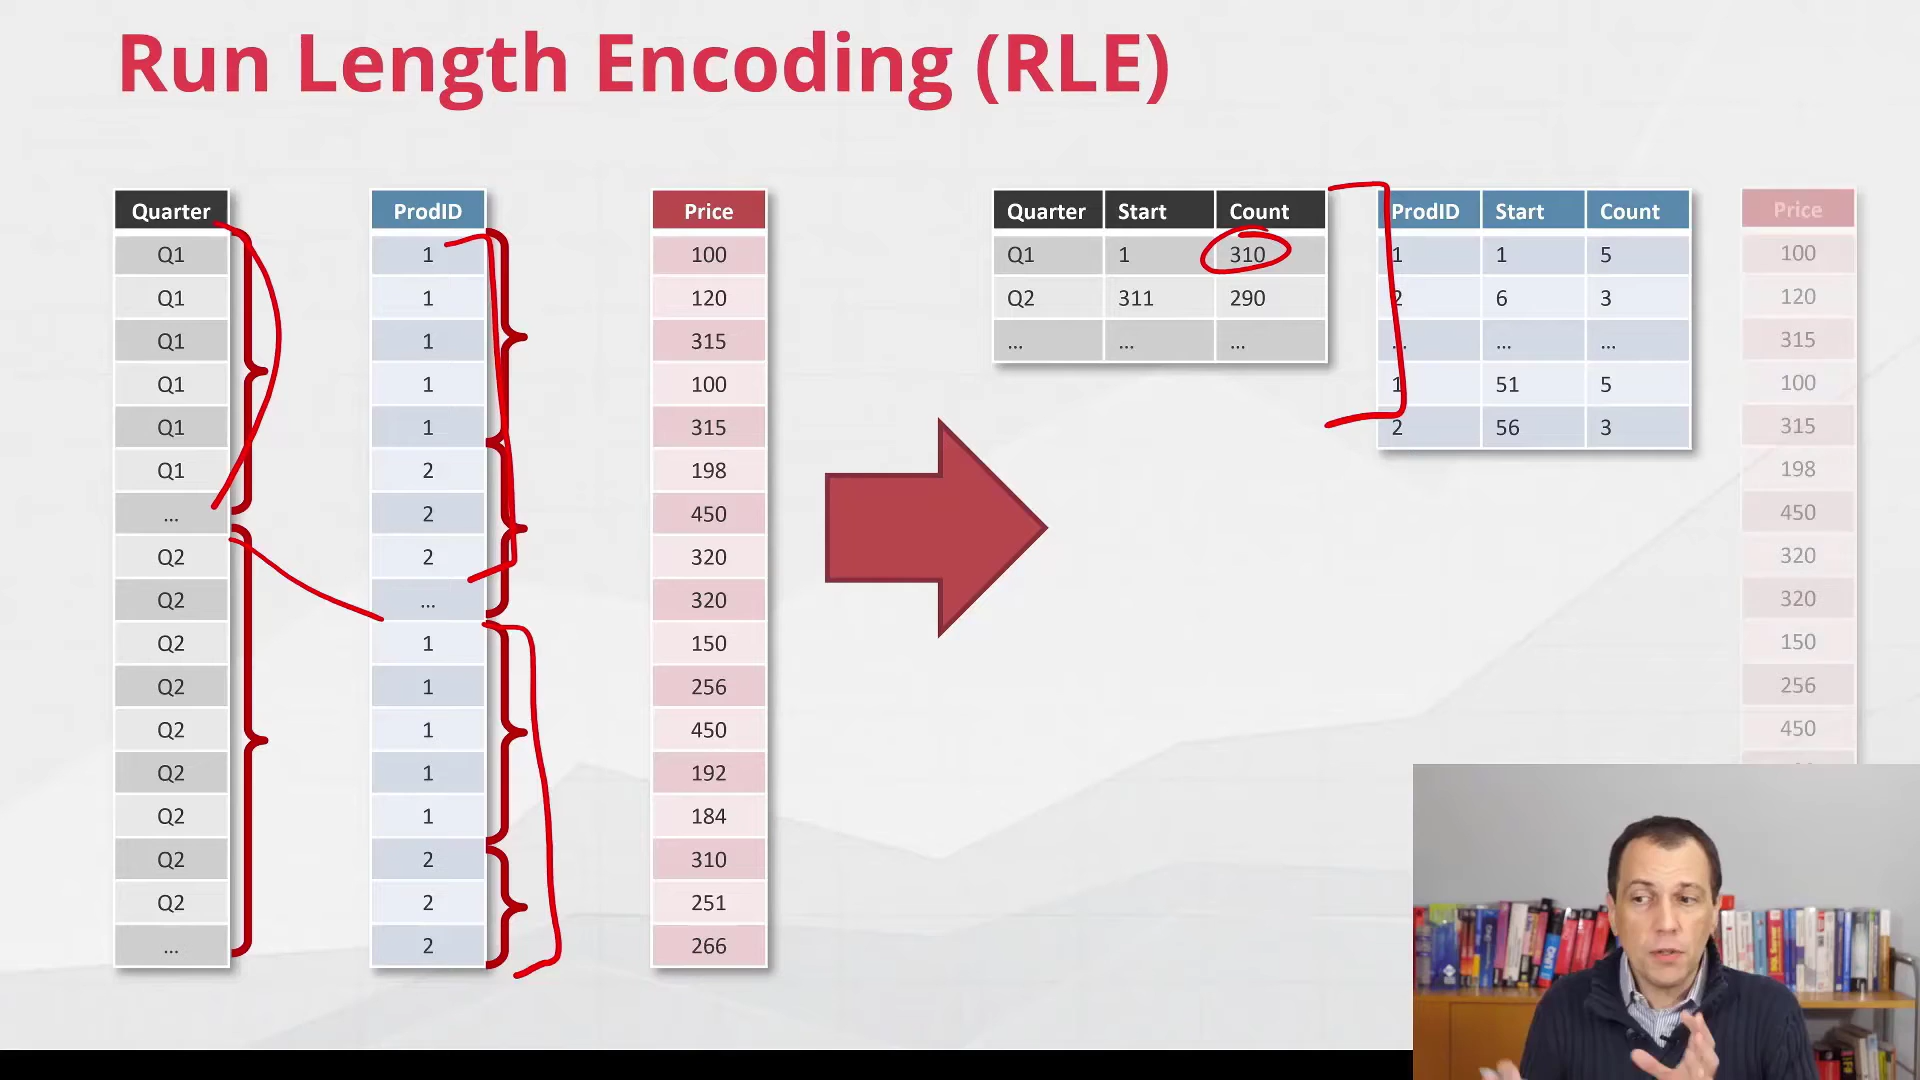 Run Length Encoding (RLE)
Quarter
Q1
Q1
Q1
Q1
Q1
Q1
...
Q2
Q2
Q2
Q2
Q2
Q2
Q2
Q2
Q2
...
ProdID
1
1
1
1
1
2
2
2
...
1
1
1
1
1
2
2
2
Price
100
120
315
100
315
198
450
320
320
150
256
450
192
184
310
251
266
Quarter Start Count
Q1 1 310
Q2 311 290
... ... ...
ProdID Start Count
1 1 5
2 6 3
... ... ...
1 51 5
2 56 3
Price
100
120
315
100
315
198
450
320
320
150
256
450